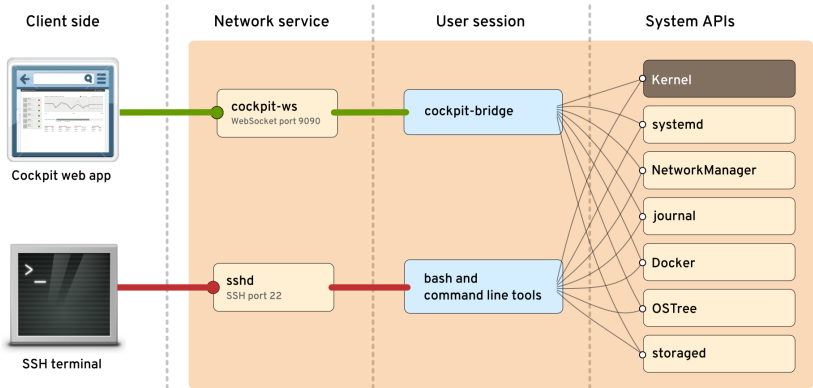 Client side
Network service
User session
System APIs
Cockpit web app
cockpit-ws
WebSocket port 9090
cockpit-bridge
Kernel
systemd
NetworkManager
journal
Docker
OSTree
storaged
>_
SSH terminal
sshd
SSH port 22
bash and
command line tools